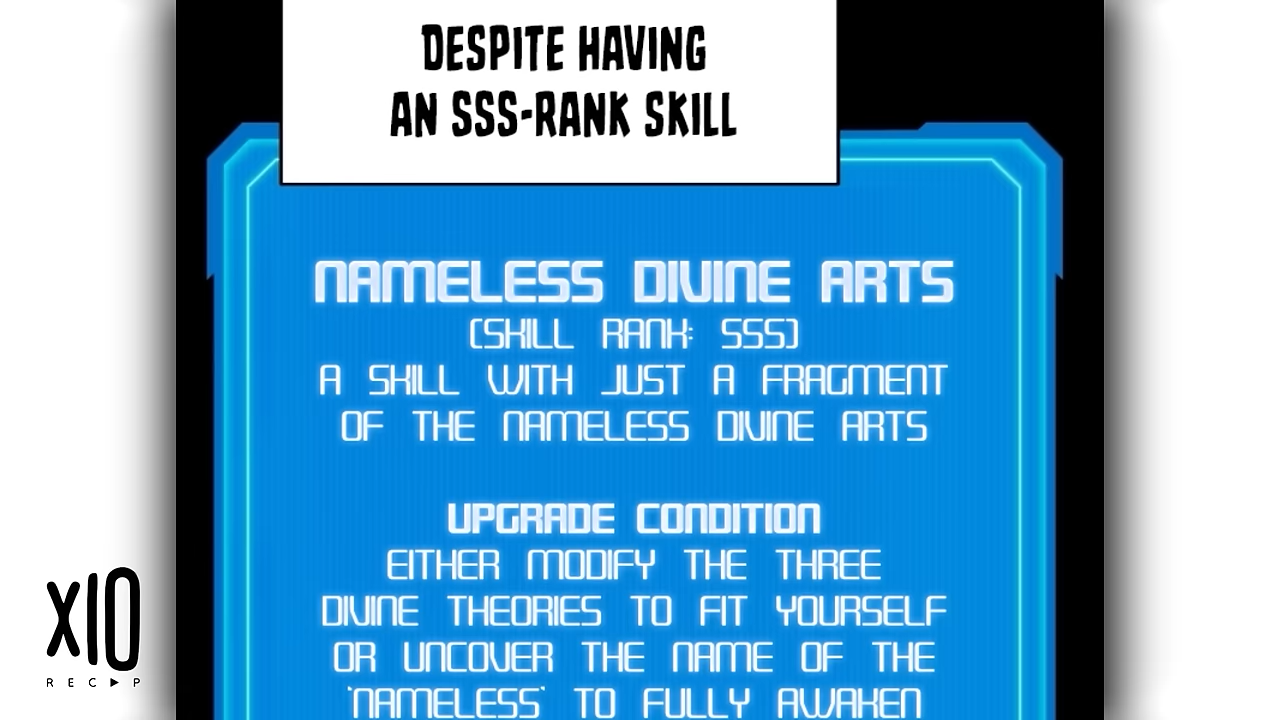 DESPITE HAVING
AN SSS-RANK SKILL
NAMELESS DIVINE ARTS
[SKILL RANK: SSS]
A SKILL WITH JUST A FRAGMENT
OF THE NAMELESS DIVINE ARTS
UPGRADE CONDITION
EITHER MODIFY THE THREE
DIVINE THEORIES TO FIT YOURSELF
OR UNCOVER THE NAME OF THE
'NAMELESS' TO FULLY AWAKEN
X10
RECAP